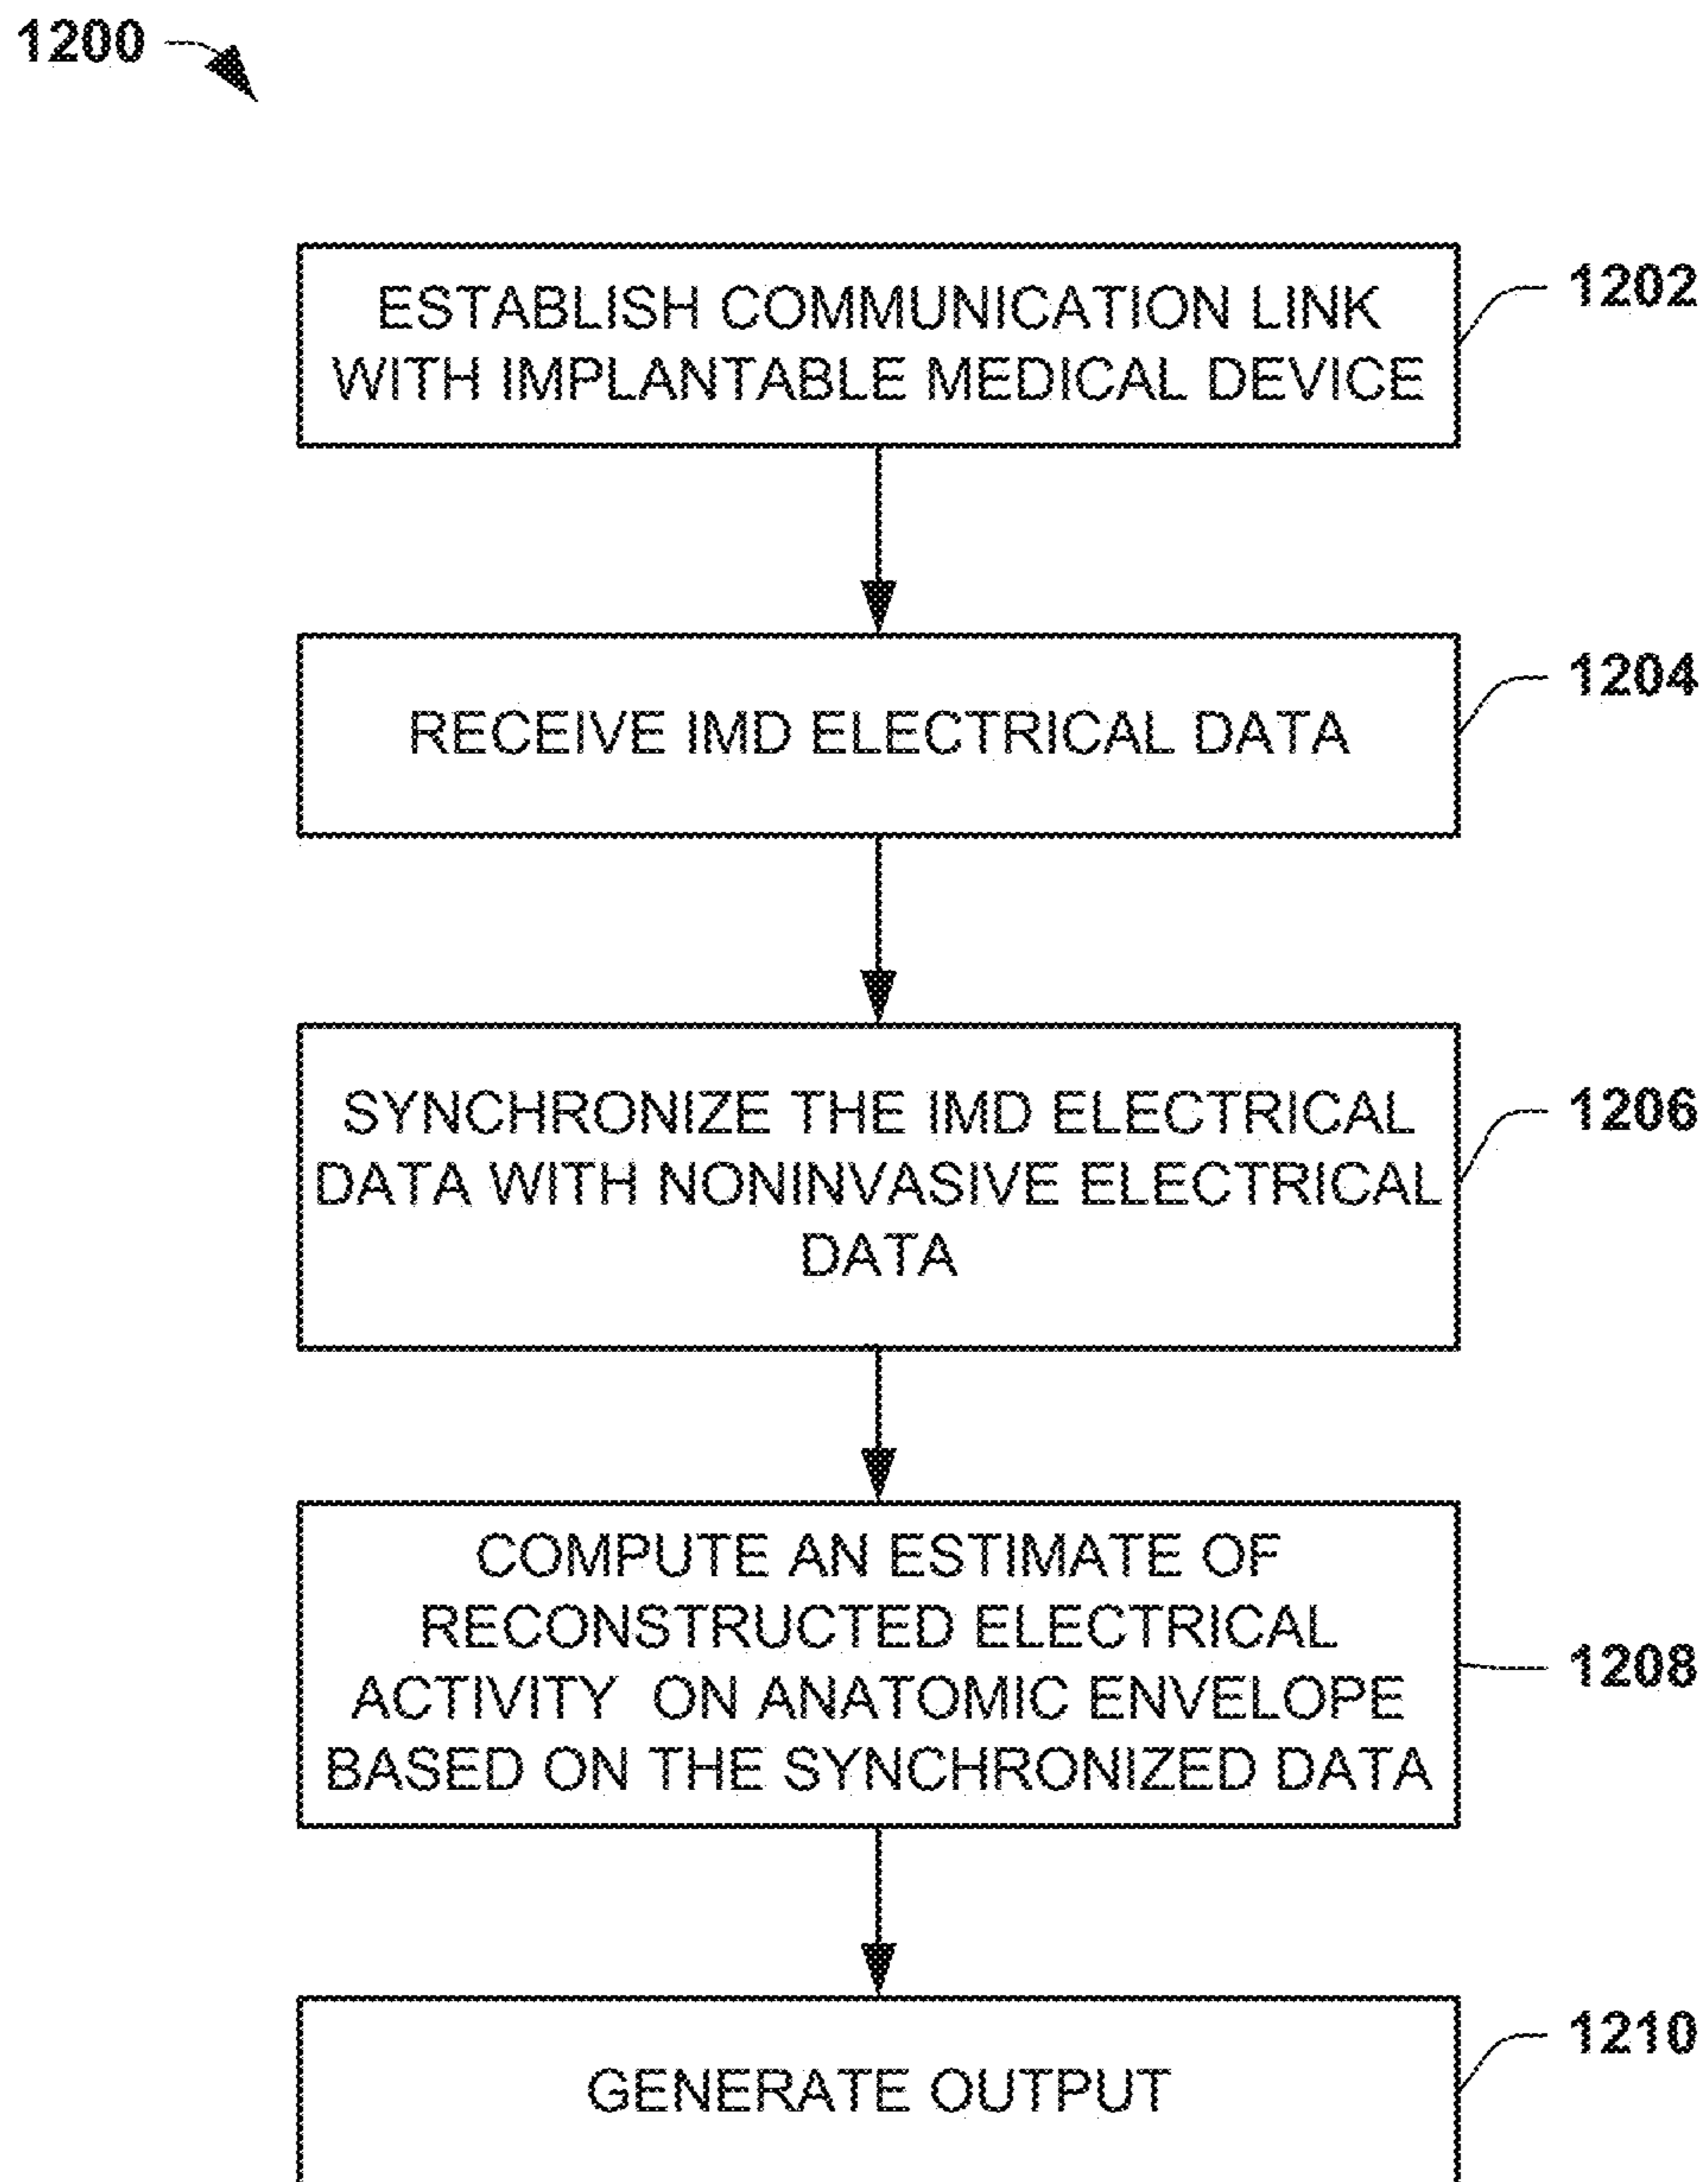 1200
ESTABLISH COMMUNICATION LINK
WITH IMPLANTABLE MEDICAL DEVICE
1202
RECEIVE IMD ELECTRICAL DATA
1204
SYNCHRONIZE THE IMD ELECTRICAL
DATA WITH NONINVASIVE ELECTRICAL
DATA
1206
COMPUTE AN ESTIMATE OF
RECONSTRUCTED ELECTRICAL
ACTIVITY ON ANATOMIC ENVELOPE
BASED ON THE SYNCHRONIZED DATA
1208
GENERATE OUTPUT
1210